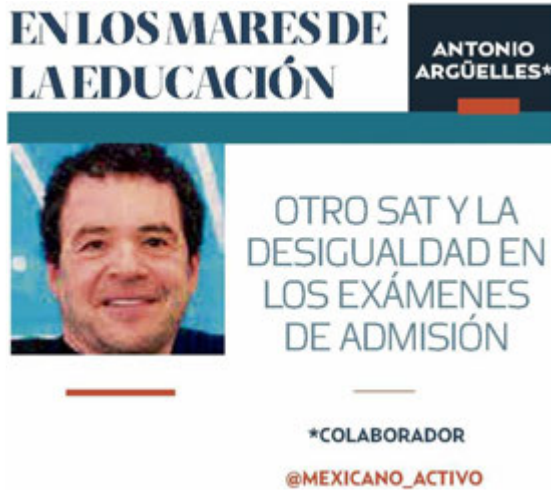 EN LOS MARES DE
LA EDUCACIÓN
ANTONIO
ARGÜELLES*
OTRO SAT Y LA
DESIGUALDAD EN
LOS EXÁMENES
DE ADMISIÓN
*COLABORADOR
@MEXICANO_ACTIVO